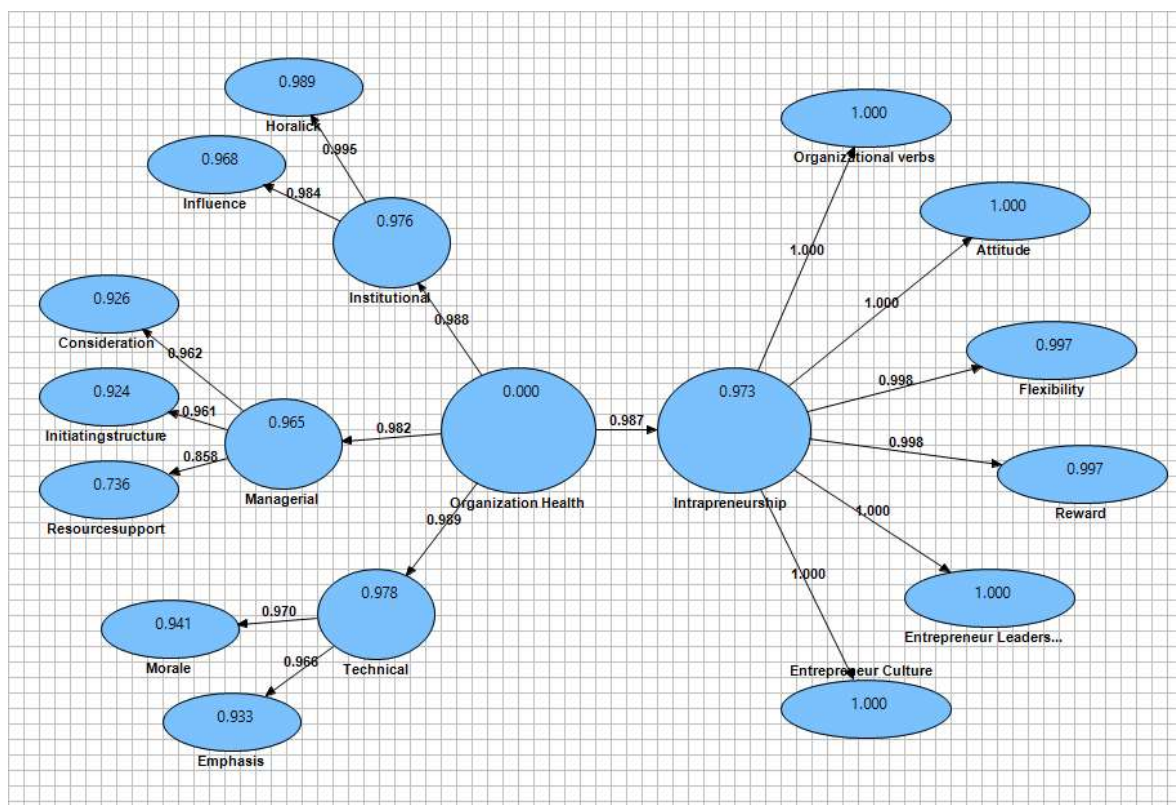 0.989
Horalick
0.995
0.968
Influence
0.984
0.976
Institutional
0.988
0.926
Consideration
0.962
0.924
Initiatingstructure
0.961
0.965
Managerial
0.982
0.736
Resourcesupport
0.858
0.000
Organization Health
0.989
0.978
Technical
0.970
0.941
Morale
0.966
0.933
Emphasis
0.987
0.973
Intrapreneurship
1.000
Organizational verbs
1.000
1.000
Attitude
1.000
0.997
Flexibility
0.998
0.997
Reward
0.998
1.000
Entrepreneur Leaders...
1.000
Entrepreneur Culture
1.000
1.000